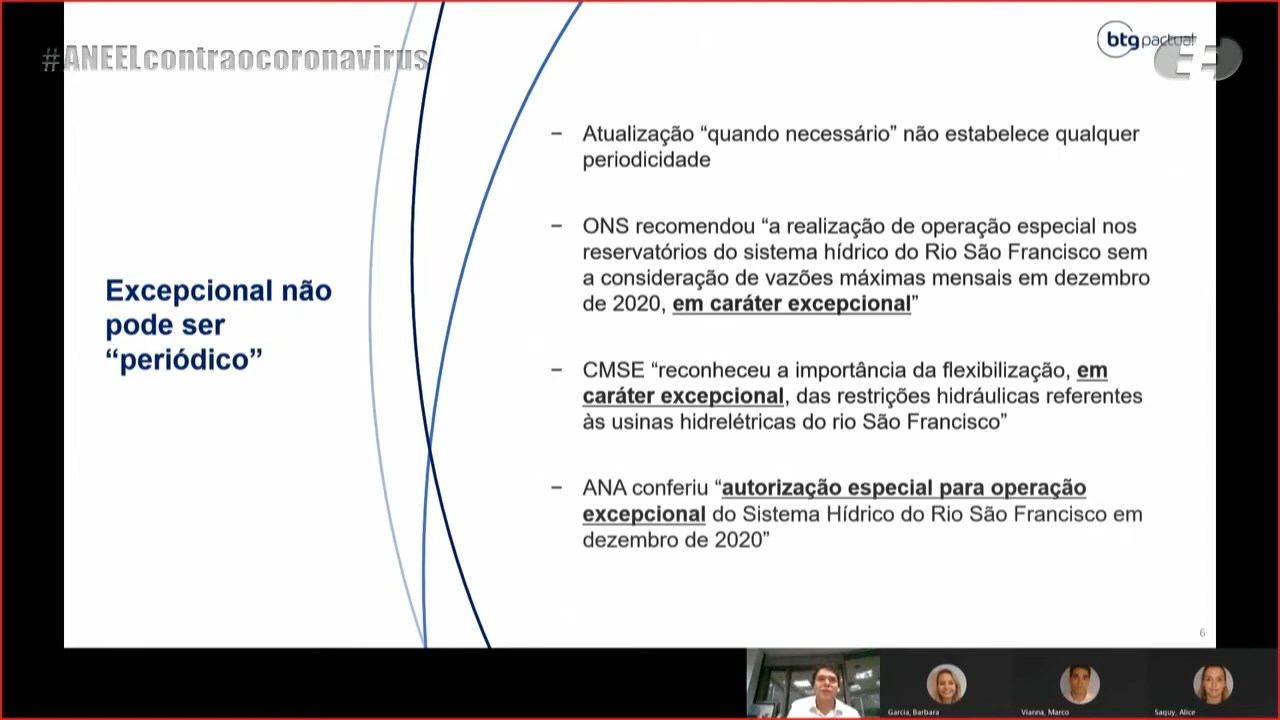 #ANEELcontraocoronavirus
btg pactual
Excepcional não
pode ser
“periódico”
– Atualização “quando necessário” não estabelece qualquer
periodicidade
– ONS recomendou “a realização de operação especial nos
reservatórios do sistema hídrico do Rio São Francisco sem
a consideração de vazões máximas mensais em dezembro
de 2020, em caráter excepcional”
– CMSE “reconheceu a importância da flexibilização, em
caráter excepcional, das restrições hidráulicas referentes
às usinas hidrelétricas do rio São Francisco”
– ANA conferiu “autorização especial para operação
excepcional do Sistema Hídrico do Rio São Francisco em
dezembro de 2020”
6
Garcia, Barbara
Vianna, Marco
Saquy, Alice